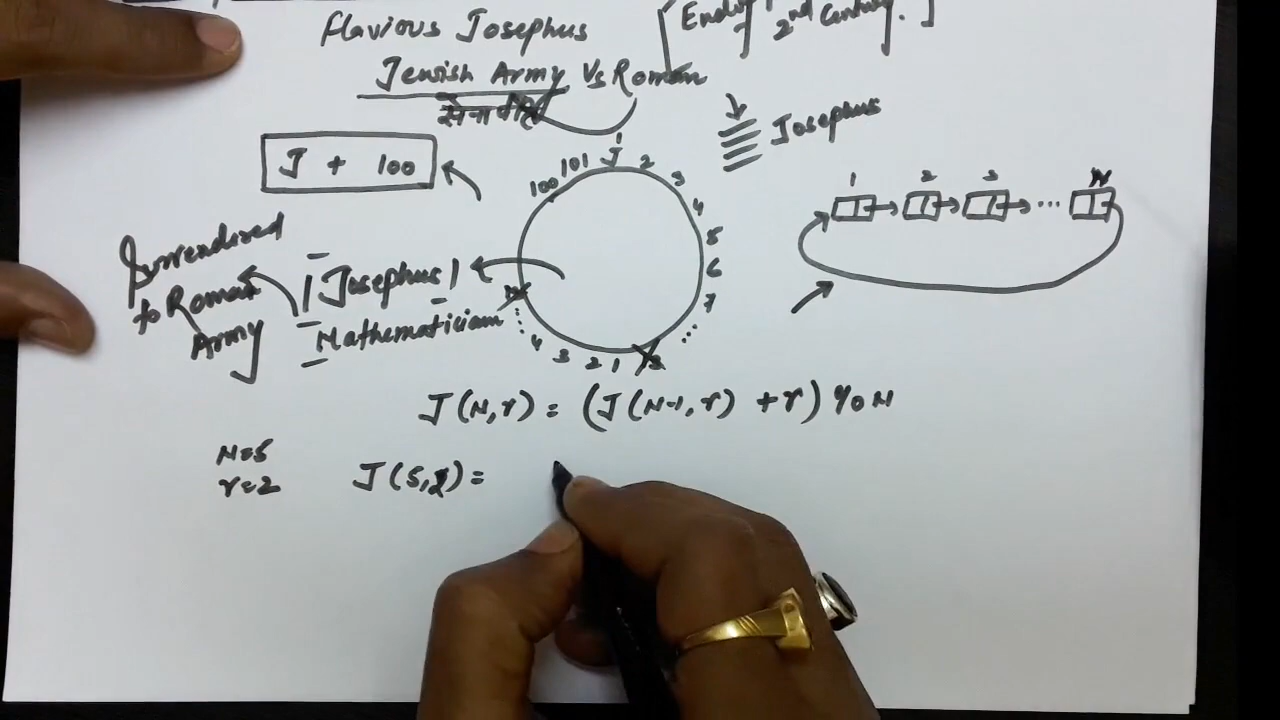 Flavious Josephus
Jewish Army Vs Roman
2nd Century. ]
Josephus
J + 100
1
J 2 3 4 5 6 7 ...
100 101
1 2 3 ... N
Surrendired
to Roman
Army
Josephus
Mathematician
4 3 2 1
J(N,r) = (J(N-1,r) + r) % N
N=5
r=2
J(5,2) =